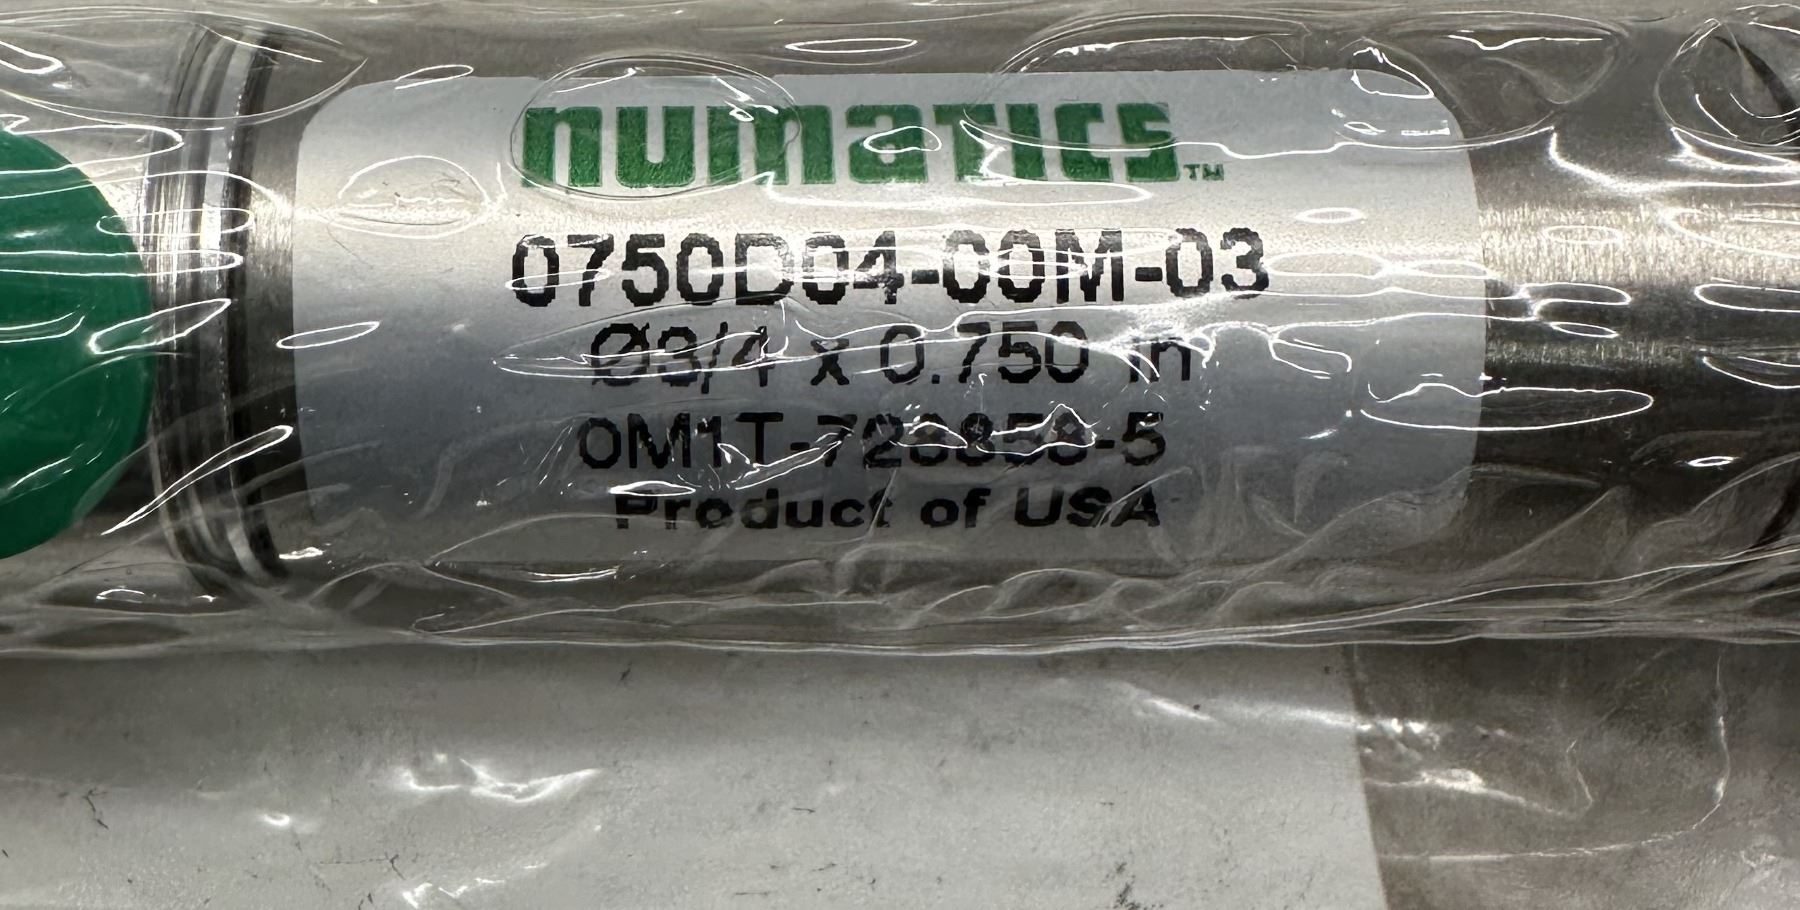 numatics™
0750D04-00M-03
Ø3/4 x 0.750 in
Product of USA